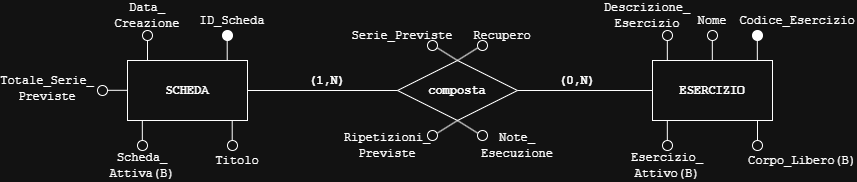 Data_
Creazione
ID_Scheda
Totale_Serie_
Previste
SCHEDA
Scheda_
Attiva(B)
Titolo
(1,N)
Serie_Previste
Recupero
composta
Ripetizioni_
Previste
Note_
Esecuzione
(0,N)
Descrizione_
Esercizio
Nome
Codice_Esercizio
ESERCIZIO
Esercizio_
Attivo(B)
Corpo_Libero(B)